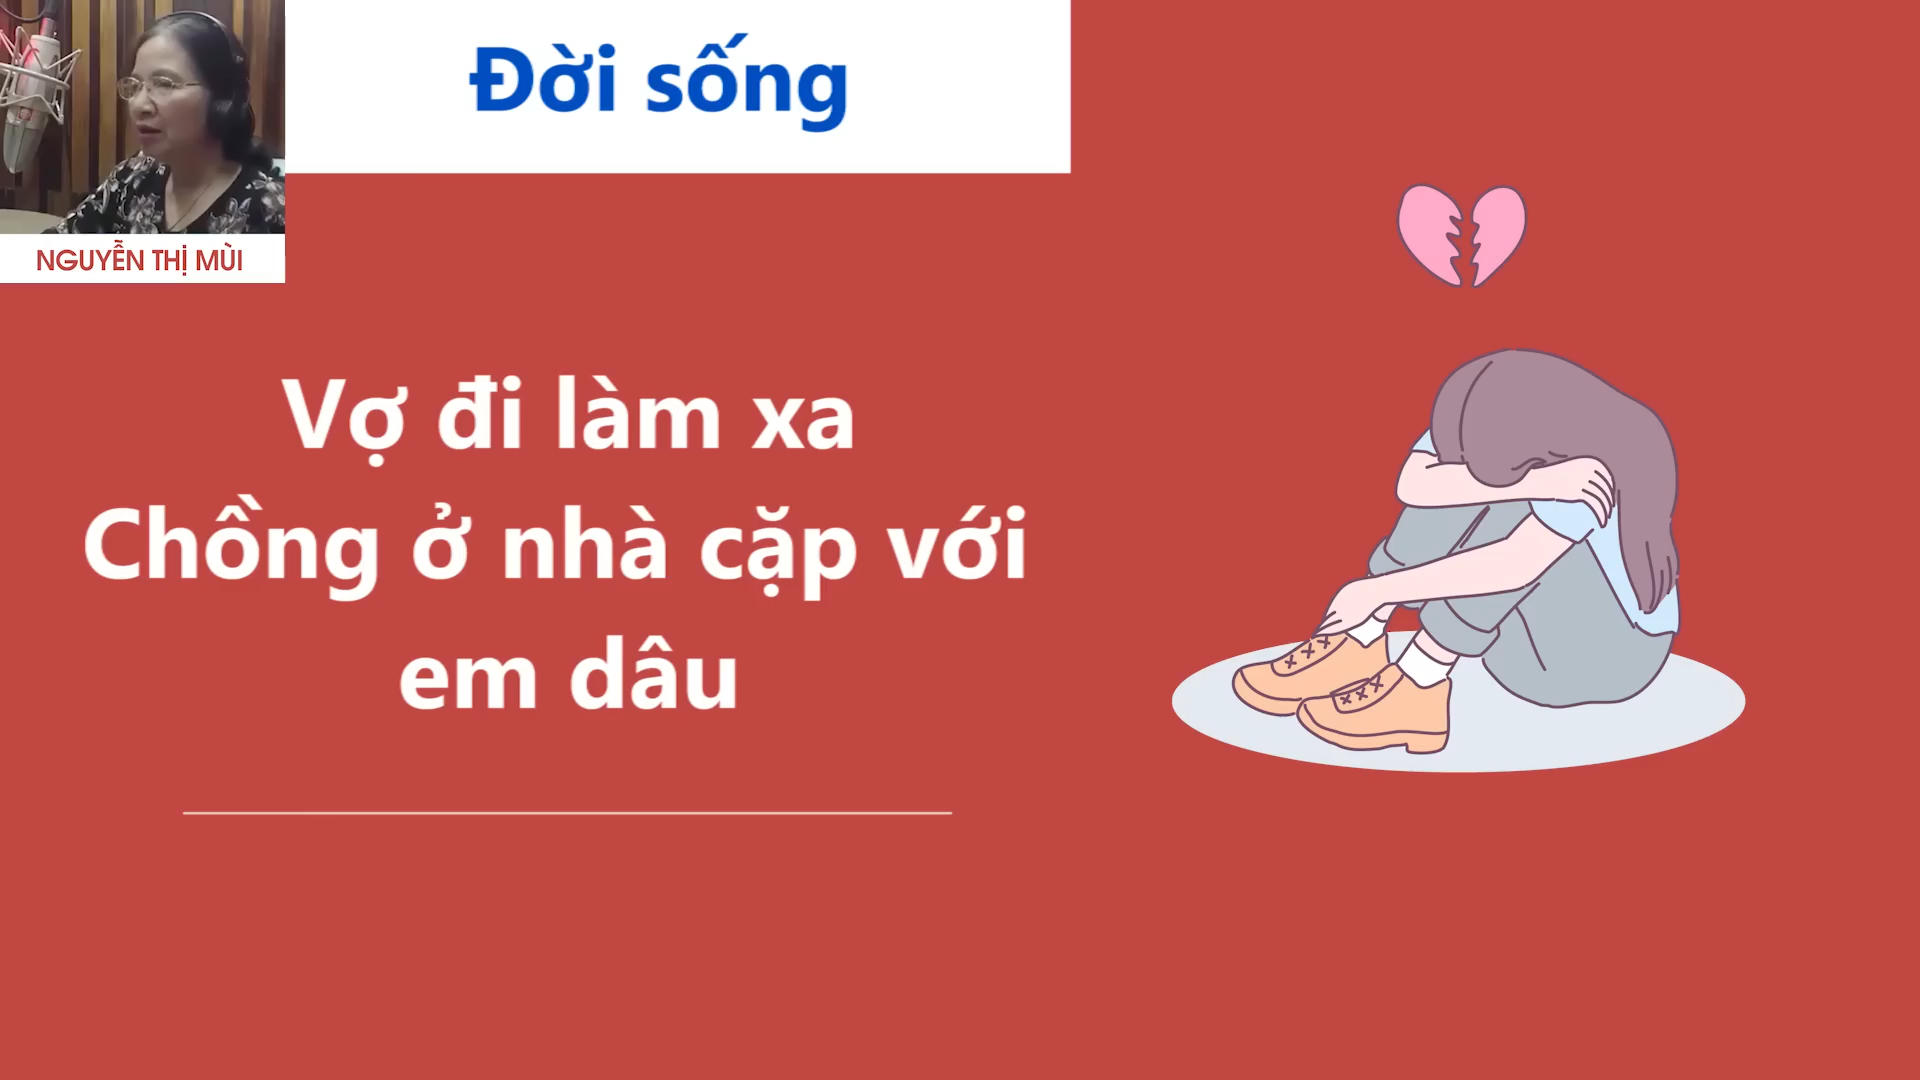 Đời sống
NGUYỄN THỊ MÙI
Vợ đi làm xa
Chồng ở nhà cặp với
em dâu